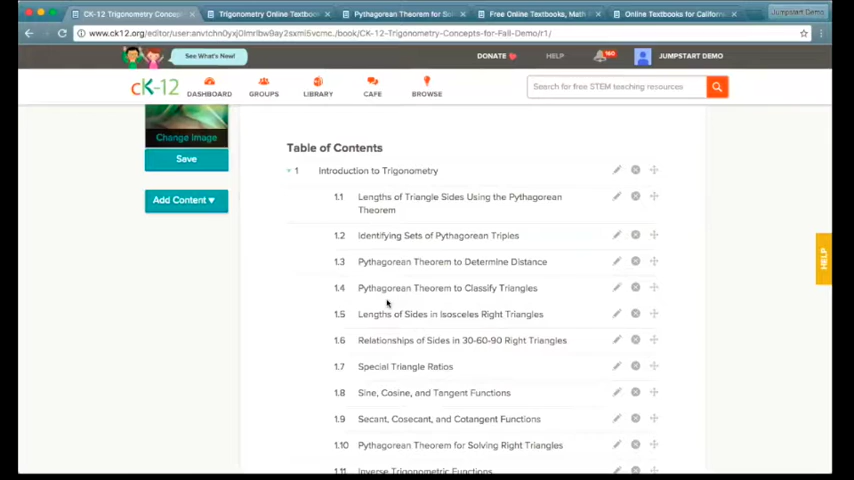 CK-12 Trigonometry Concep
Trigonometry Online Textboo
Pythagorean Theorem for So
Free Online Textbooks, Math
Online Textbooks for Califor
Jumpstart Demo
www.ck12.org/editor/user:anvtchn0yxj0lmrlbw9ay2sxmi5vcmc./book/CK-12-Trigonometry-Concepts-for-Fall-Demo/r1/
See What's New!
DONATE
HELP
JUMPSTART DEMO
cK-12
DASHBOARD
GROUPS
LIBRARY
CAFE
BROWSE
Search for free STEM teaching resources
Change Image
Save
Add Content
Table of Contents
1 Introduction to Trigonometry
1.1 Lengths of Triangle Sides Using the Pythagorean
Theorem
1.2 Identifying Sets of Pythagorean Triples
1.3 Pythagorean Theorem to Determine Distance
1.4 Pythagorean Theorem to Classify Triangles
1.5 Lengths of Sides in Isosceles Right Triangles
1.6 Relationships of Sides in 30-60-90 Right Triangles
1.7 Special Triangle Ratios
1.8 Sine, Cosine, and Tangent Functions
1.9 Secant, Cosecant, and Cotangent Functions
1.10 Pythagorean Theorem for Solving Right Triangles
1.11 Inverse Trigonometric Functions
HELP